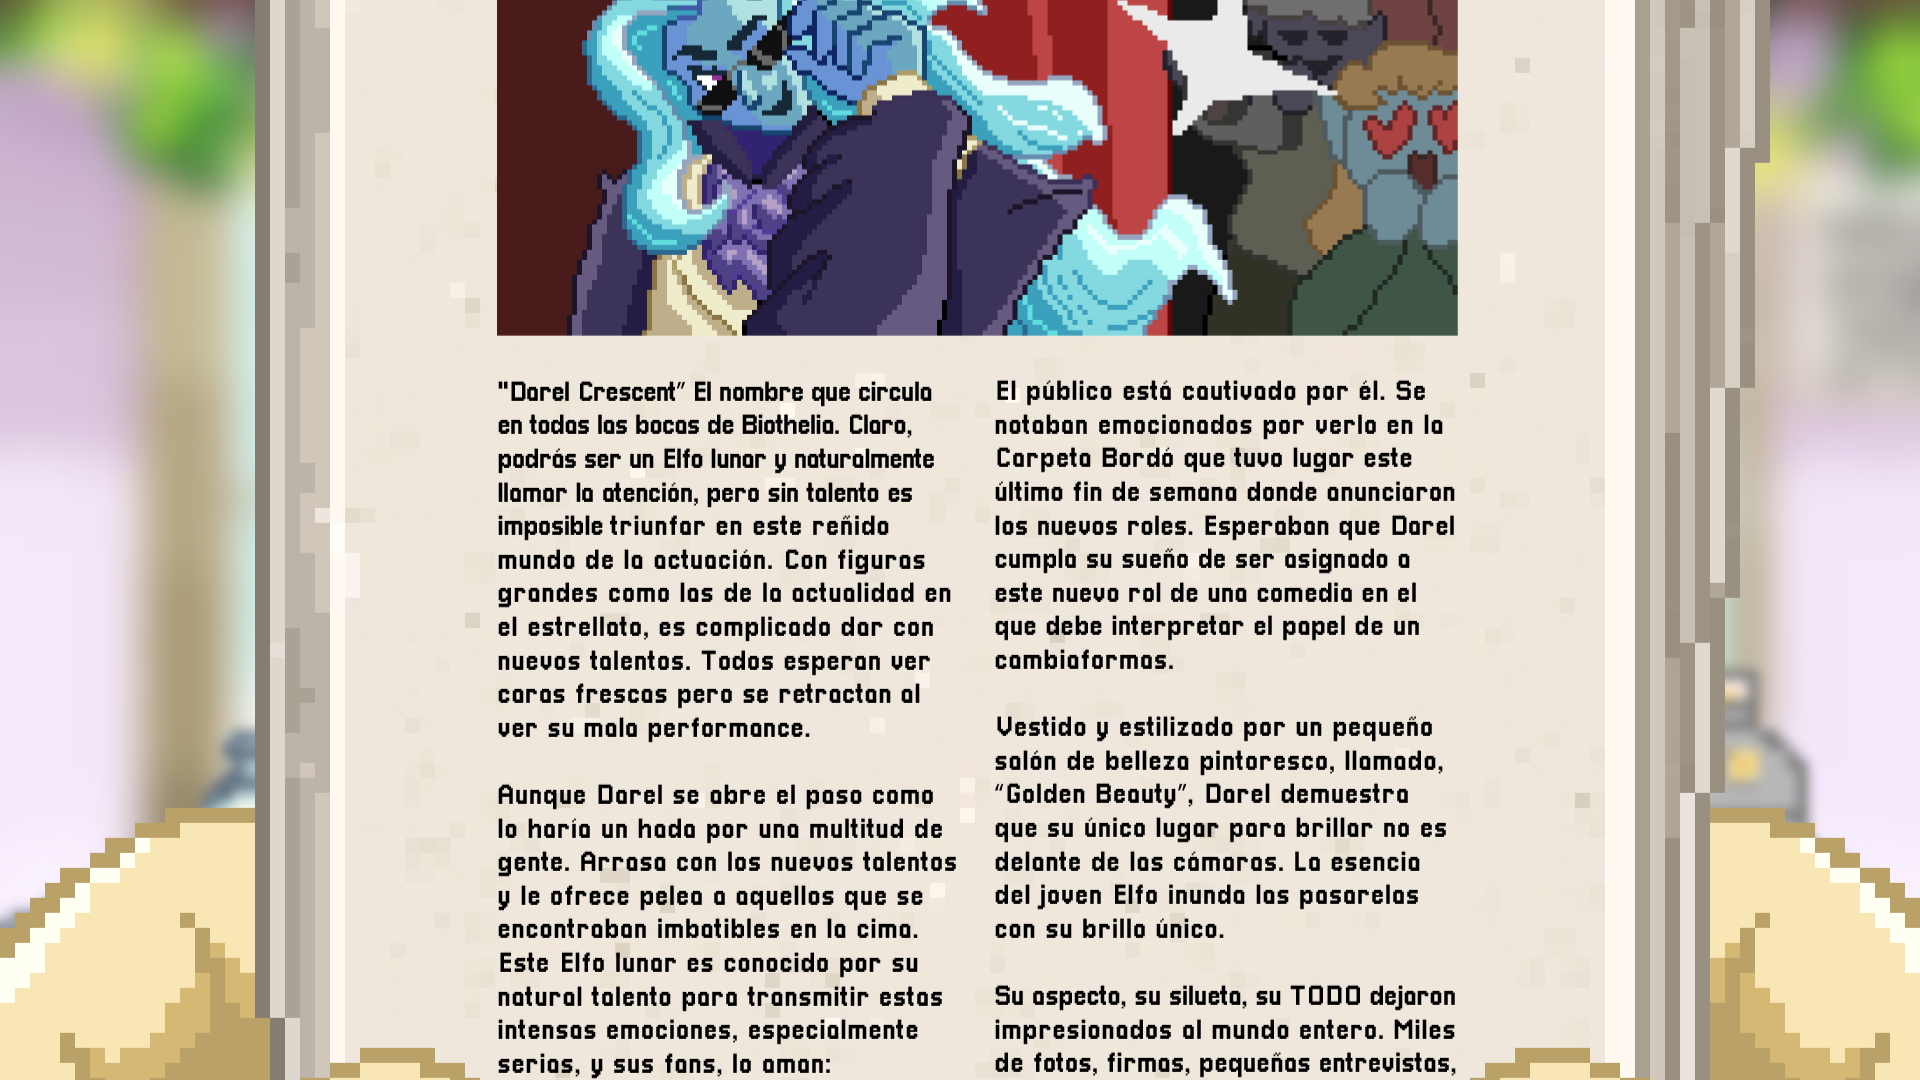 "Darel Crescent" El nombre que circula
en todas las bocas de Biothelia. Claro,
podrás ser un Elfo lunar y naturalmente
llamar la atención, pero sin talento es
imposible triunfar en este reñido
mundo de la actuación. Con figuras
grandes como las de la actualidad en
el estrellato, es complicado dar con
nuevos talentos. Todos esperan ver
caras frescas pero se retractan al
ver su mala performance.
Aunque Darel se abre el paso como
lo haría un hada por una multitud de
gente. Arrasa con los nuevos talentos
y le ofrece pelea a aquellos que se
encontraban imbatibles en la cima.
Este Elfo lunar es conocido por su
natural talento para transmitir estas
intensas emociones, especialmente
serias, y sus fans, lo aman:
El público está cautivado por él. Se
notaban emocionados por verlo en la
Carpeta Bordó que tuvo lugar este
último fin de semana donde anunciaron
los nuevos roles. Esperaban que Darel
cumpla su sueño de ser asignado a
este nuevo rol de una comedia en el
que debe interpretar el papel de un
cambiaformas.
Vestido y estilizado por un pequeño
salón de belleza pintoresco, llamado,
“Golden Beauty”, Darel demuestra
que su único lugar para brillar no es
delante de las cámaras. La esencia
del joven Elfo inunda las pasarelas
con su brillo único.
Su aspecto, su silueta, su TODO dejaron
impresionados al mundo entero. Miles
de fotos, firmas, pequeñas entrevistas,